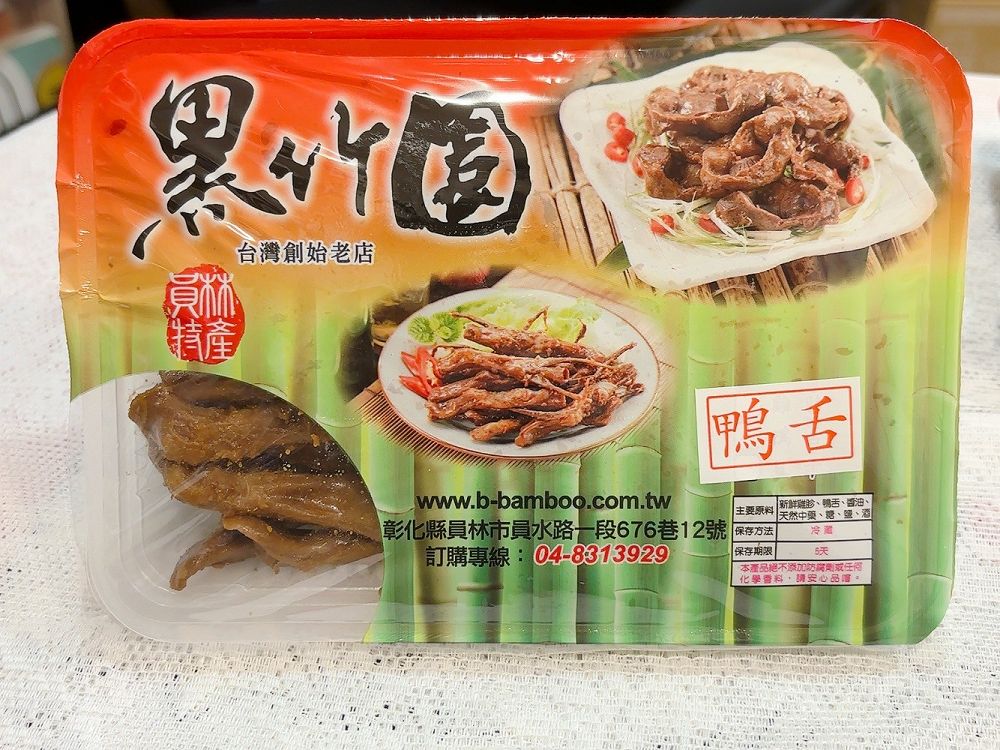 黑竹園
台灣創始老店
員林
特產
鴨舌
www.b-bamboo.com.tw
彰化縣員林市員水路一段676巷12號
訂購專線：04-8313929
主要原料 新鮮雞胗、鴨舌、醬油、
天然中藥、糖、鹽、酒
保存方法 冷藏
保存期限 8天
本產品絕不添加防腐劑或任何
化學香料，請安心品嚐。